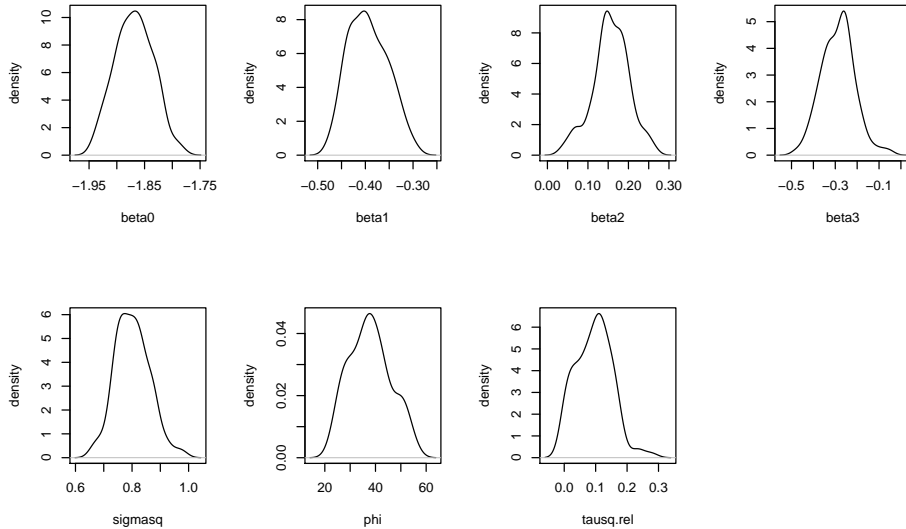 density
0 2 4 6 8 10
−1.95 −1.85 −1.75
beta0
density
0 2 4 6 8
−0.50 −0.40 −0.30
beta1
density
0 2 4 6 8
0.00 0.10 0.20 0.30
beta2
density
0 1 2 3 4 5
−0.5 −0.3 −0.1
beta3
density
0 1 2 3 4 5 6
0.6 0.8 1.0
sigmasq
density
0.00 0.02 0.04
20 40 60
phi
density
0 1 2 3 4 5 6
0.0 0.1 0.2 0.3
tausq.rel